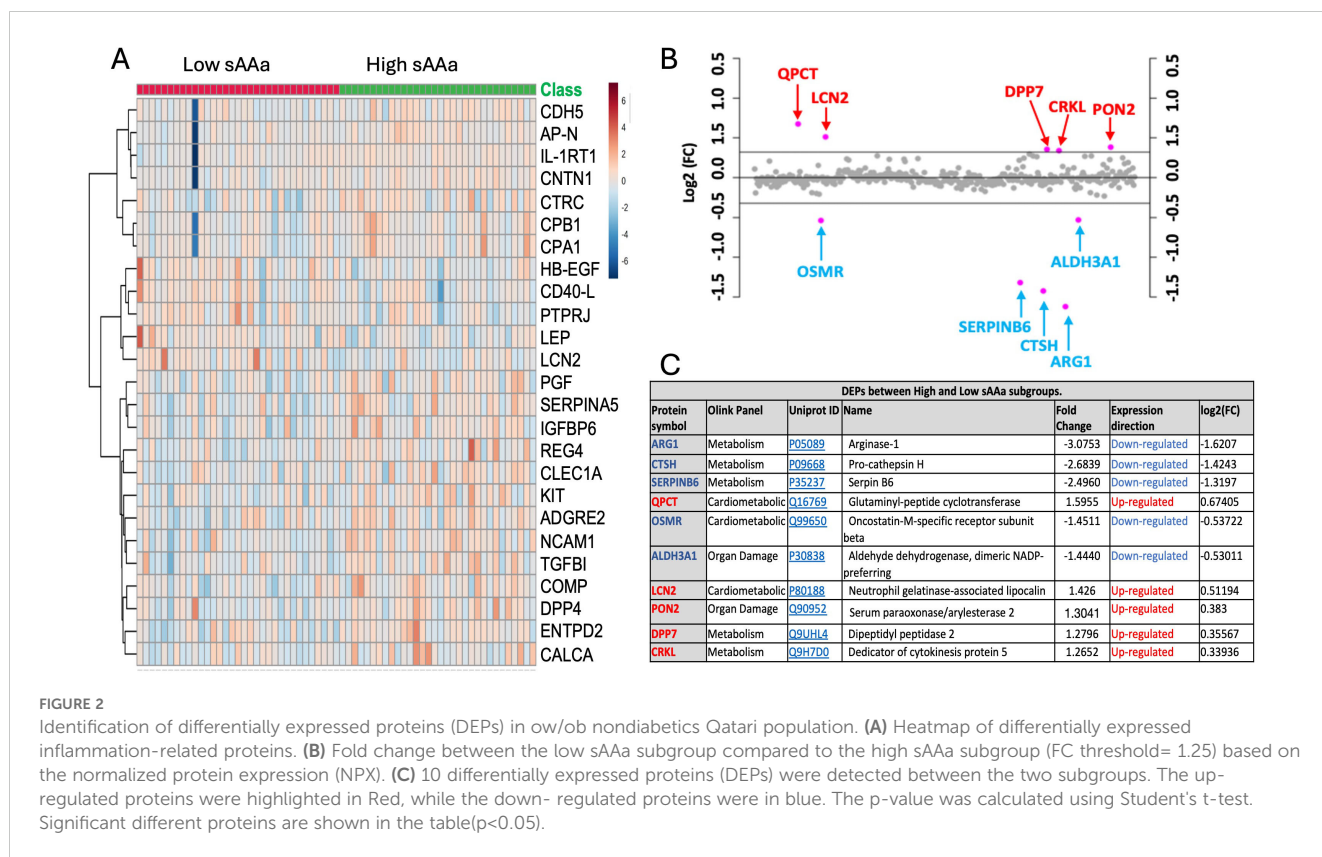 A
Low sAAa
High sAAa
Class
CDH5
AP-N
IL-1RT1
CNTN1
CTRC
CPB1
CPA1
HB-EGF
CD40-L
PTPRJ
LEP
LCN2
PGF
SERPINA5
IGFBP6
REG4
CLEC1A
KIT
ADGRE2
NCAM1
TGFBI
COMP
DPP4
ENTPD2
CALCA
6
4
2
0
-2
-4
-6
B
Log2 (FC)
0.5
1.0
1.5
0.0
-0.5
-1.0
-1.5
0.5
1.0
1.5
0.0
-0.5
-1.0
-1.5
QPCT
LCN2
DPP7
CRKL
PON2
OSMR
ALDH3A1
SERPINB6
CTSH
ARG1
C
DEPs between High and Low sAAa subgroups.
Protein symbol Olink Panel Uniprot ID Name Fold Change Expression direction log2(FC)
ARG1 Metabolism P05089 Arginase-1 -3.0753 Down-regulated -1.6207
CTSH Metabolism P09668 Pro-cathepsin H -2.6839 Down-regulated -1.4243
SERPINB6 Metabolism P35237 Serpin B6 -2.4960 Down-regulated -1.3197
QPCT Cardiometabolic Q16769 Glutaminyl-peptide cyclotransferase 1.5955 Up-regulated 0.67405
OSMR Cardiometabolic Q99650 Oncostatin-M-specific receptor subunit beta -1.4511 Down-regulated -0.53722
ALDH3A1 Organ Damage P30838 Aldehyde dehydrogenase, dimeric NADP-preferring -1.4440 Down-regulated -0.53011
LCN2 Cardiometabolic P80188 Neutrophil gelatinase-associated lipocalin 1.426 Up-regulated 0.51194
PON2 Organ Damage Q90952 Serum paraoxonase/arylesterase 2 1.3041 Up-regulated 0.383
DPP7 Metabolism Q9UHL4 Dipeptidyl peptidase 2 1.2796 Up-regulated 0.35567
CRKL Metabolism Q9H7D0 Dedicator of cytokinesis protein 5 1.2652 Up-regulated 0.33936
FIGURE 2
Identification of differentially expressed proteins (DEPs) in ow/ob nondiabetics Qatari population. (A) Heatmap of differentially expressed
inflammation-related proteins. (B) Fold change between the low sAAa subgroup compared to the high sAAa subgroup (FC threshold= 1.25) based on
the normalized protein expression (NPX). (C) 10 differentially expressed proteins (DEPs) were detected between the two subgroups. The up-
regulated proteins were highlighted in Red, while the down- regulated proteins were in blue. The p-value was calculated using Student's t-test.
Significant different proteins are shown in the table(p<0.05).